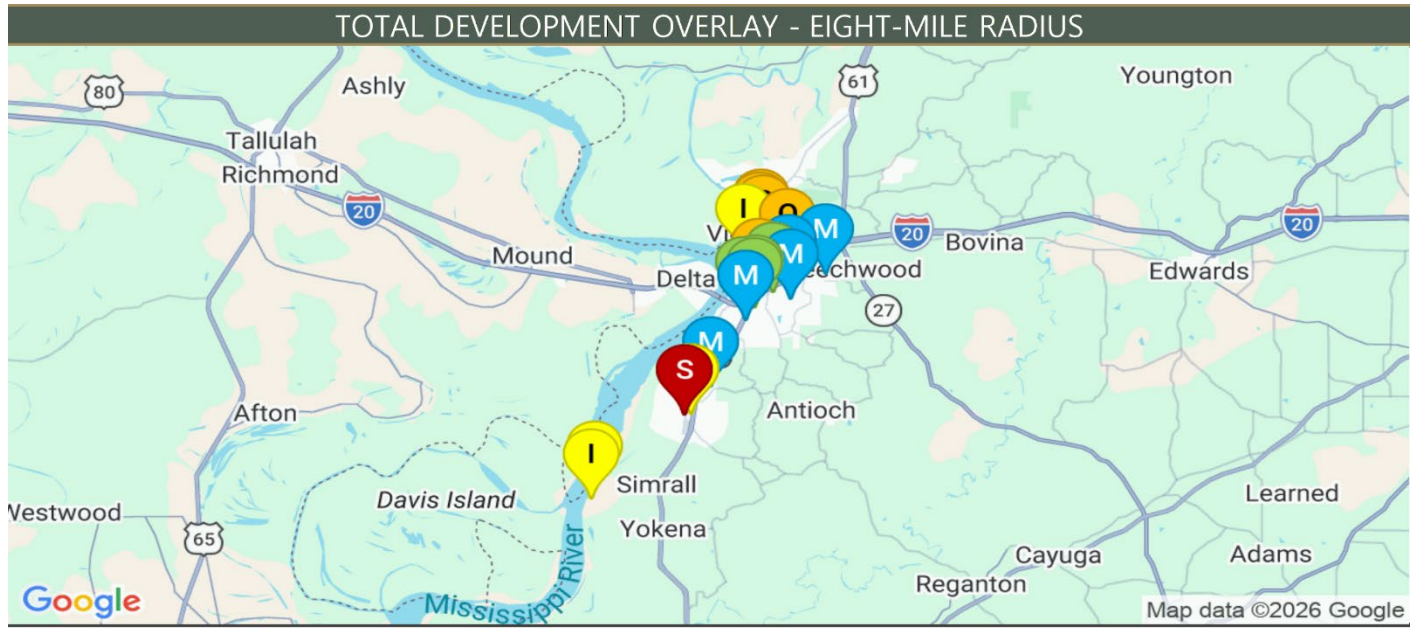 TOTAL DEVELOPMENT OVERLAY - EIGHT-MILE RADIUS
80
Ashly
61
Youngton
Tallulah
Richmond
20
I
M
20
20
Bovina
Mound
M
Edwards
Delta
M
27
M
S
Afton
Antioch
I
Davis Island
Simrall
Learned
Westwood
65
Yokena
Cayuga
Adams
Reganton
Mississippi River
Google
Map data ©2026 Google